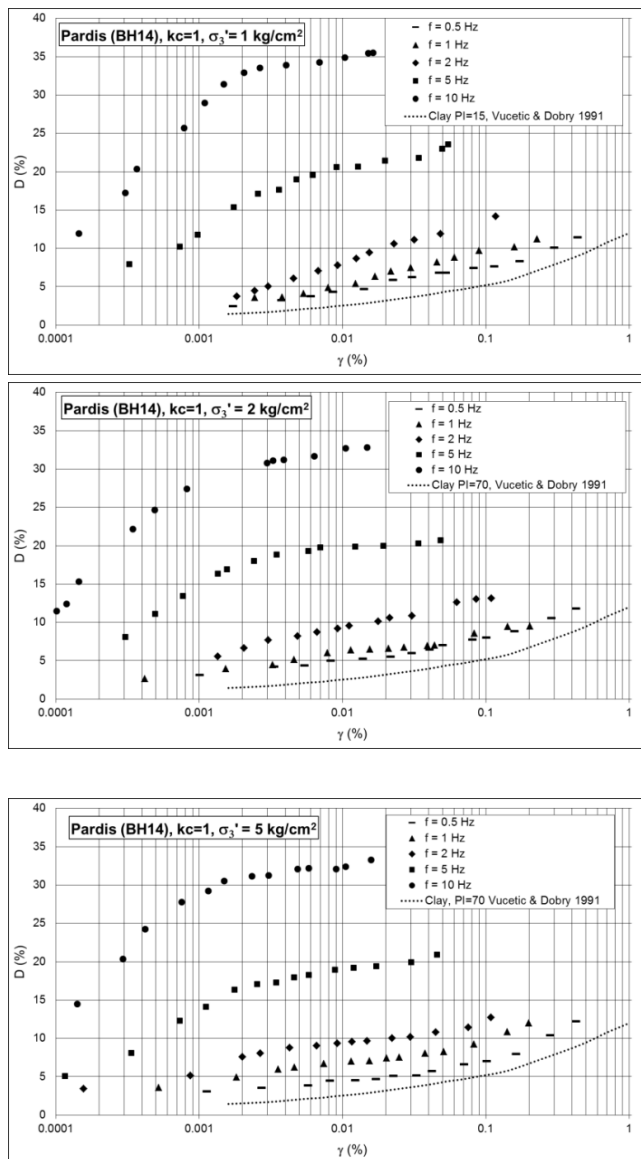 Pardis (BH14), kc=1, σ3'= 1 kg/cm2
f = 0.5 Hz
f = 1 Hz
f = 2 Hz
f = 5 Hz
f = 10 Hz
Clay PI=15, Vucetic & Dobry 1991
D (%)
40
35
30
25
20
15
10
5
0
0.0001
0.001
0.01
0.1
1
γ (%)
Pardis (BH14), kc=1, σ3' = 2 kg/cm2
f = 0.5 Hz
f = 1 Hz
f = 2 Hz
f = 5 Hz
f = 10 Hz
Clay PI=70, Vucetic & Dobry 1991
D (%)
40
35
30
25
20
15
10
5
0
0.0001
0.001
0.01
0.1
1
γ (%)
Pardis (BH14), kc=1, σ3' = 5 kg/cm2
f = 0.5 Hz
f = 1 Hz
f = 2 Hz
f = 5 Hz
f = 10 Hz
Clay, PI=70 Vucetic & Dobry 1991
D (%)
40
35
30
25
20
15
10
5
0
0.0001
0.001
0.01
0.1
1
γ (%)